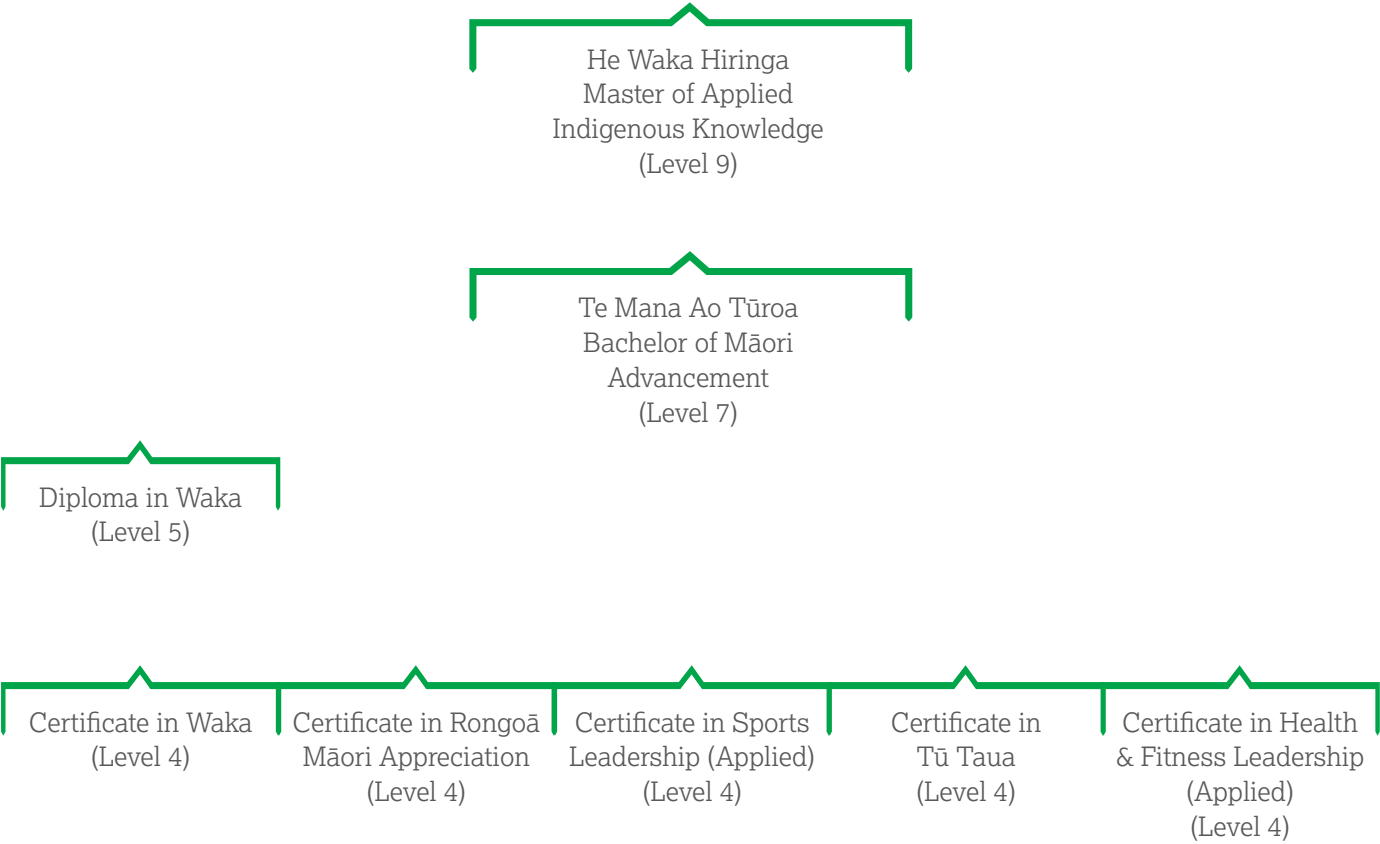 He Waka Hiringa
Master of Applied
Indigenous Knowledge
(Level 9)
Te Mana Ao Tūroa
Bachelor of Māori
Advancement
(Level 7)
Diploma in Waka
(Level 5)
Certificate in Waka
(Level 4)
Certificate in Rongoā
Māori Appreciation
(Level 4)
Certificate in Sports
Leadership (Applied)
(Level 4)
Certificate in
Tū Taua
(Level 4)
Certificate in Health
& Fitness Leadership
(Applied)
(Level 4)